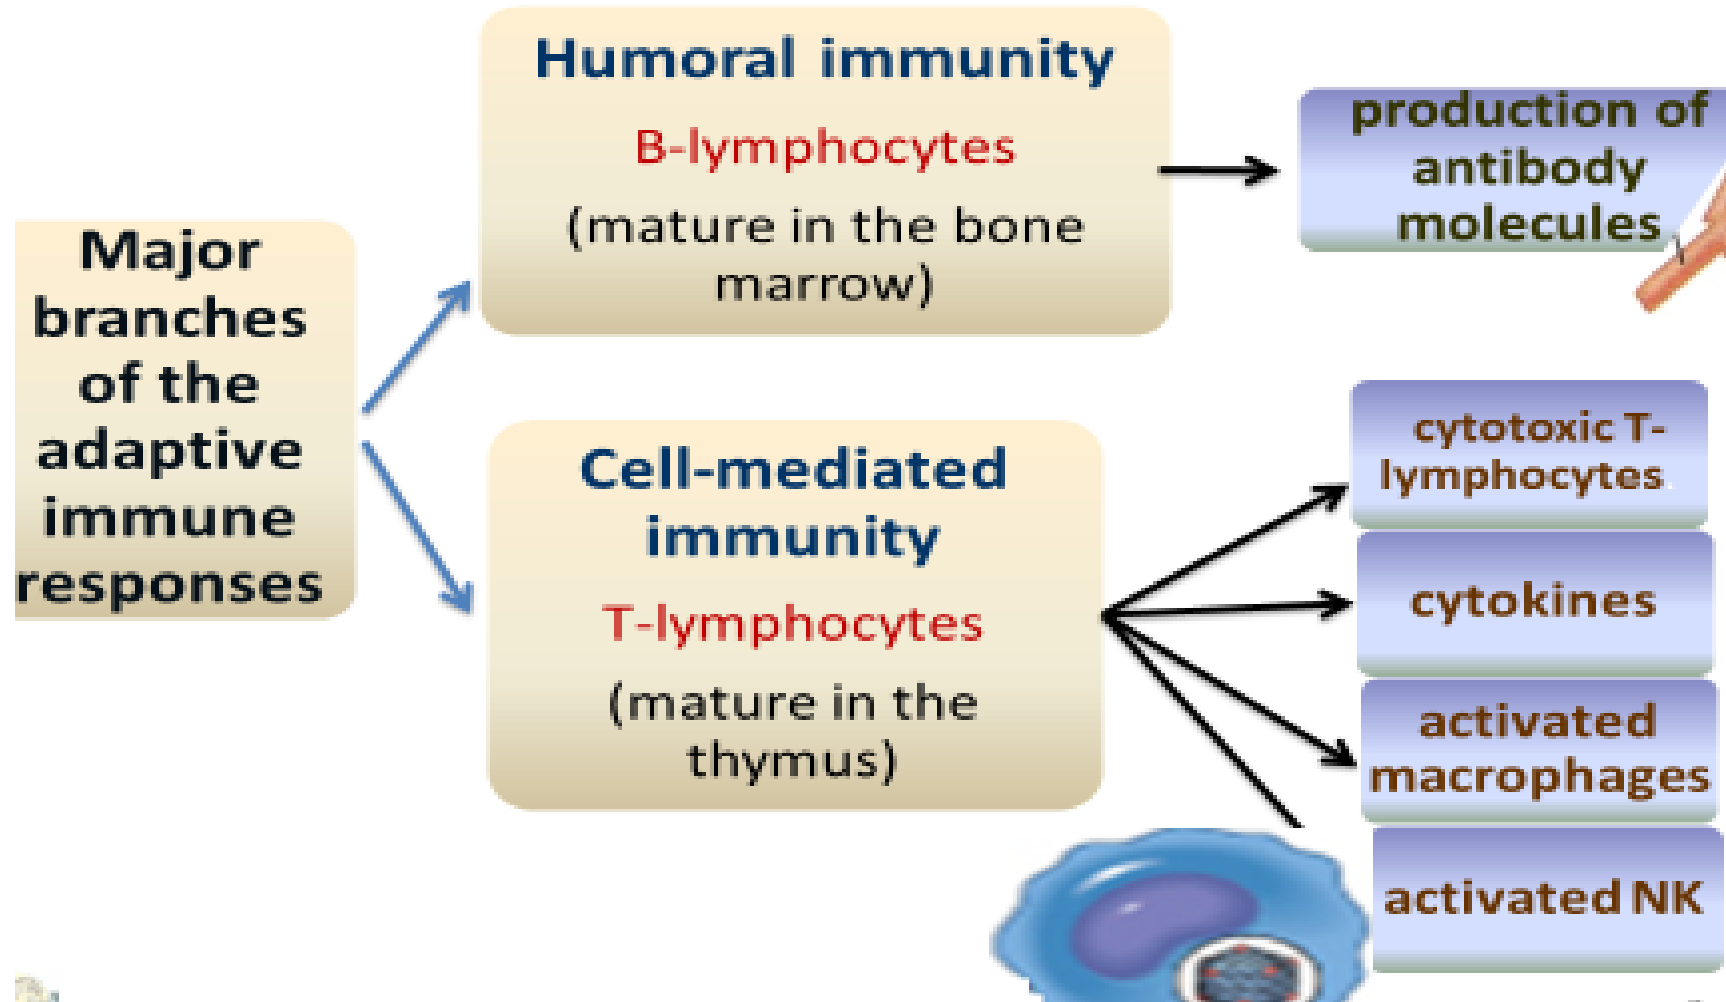 Major
branches
of the
adaptive
immune
responses
Humoral immunity
B-lymphocytes
(mature in the bone
marrow)
production of
antibody
molecules
Cell-mediated
immunity
T-lymphocytes
(mature in the
thymus)
cytotoxic T-
lymphocytes.
cytokines
activated
macrophages
activated NK